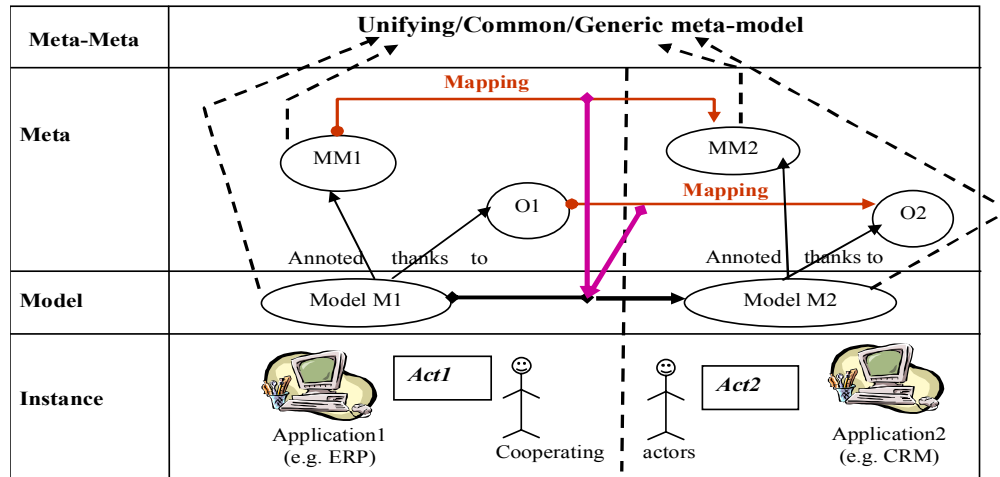 Meta-Meta
Unifying/Common/Generic meta-model
Meta
Mapping
MM1
MM2
Mapping
O1
O2
Annoted thanks to
Annoted thanks to
Model
Model M1
Model M2
Instance
Act1
Act2
Application1
(e.g. ERP)
Cooperating actors
Application2
(e.g. CRM)